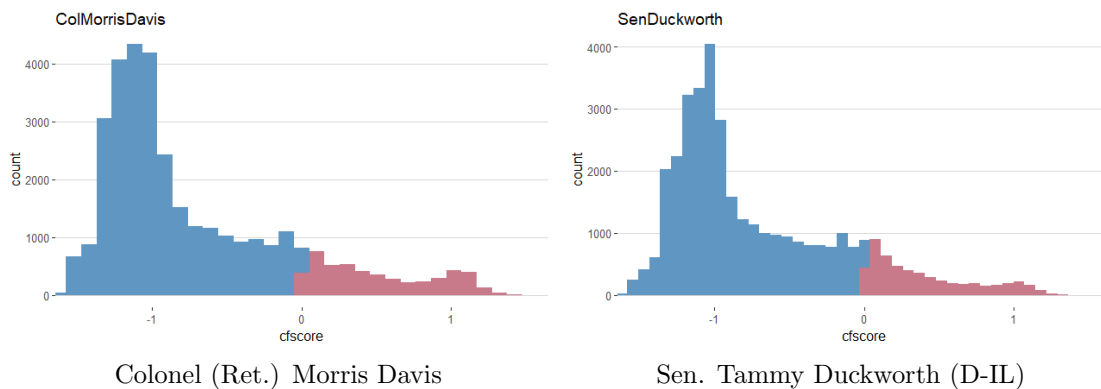 ColMorrisDavis
4000
3000
2000
1000
0
count
-1
0
1
cfscore
Colonel (Ret.) Morris Davis
SenDuckworth
4000
3000
2000
1000
0
count
-1
0
1
cfscore
Sen. Tammy Duckworth (D-IL)